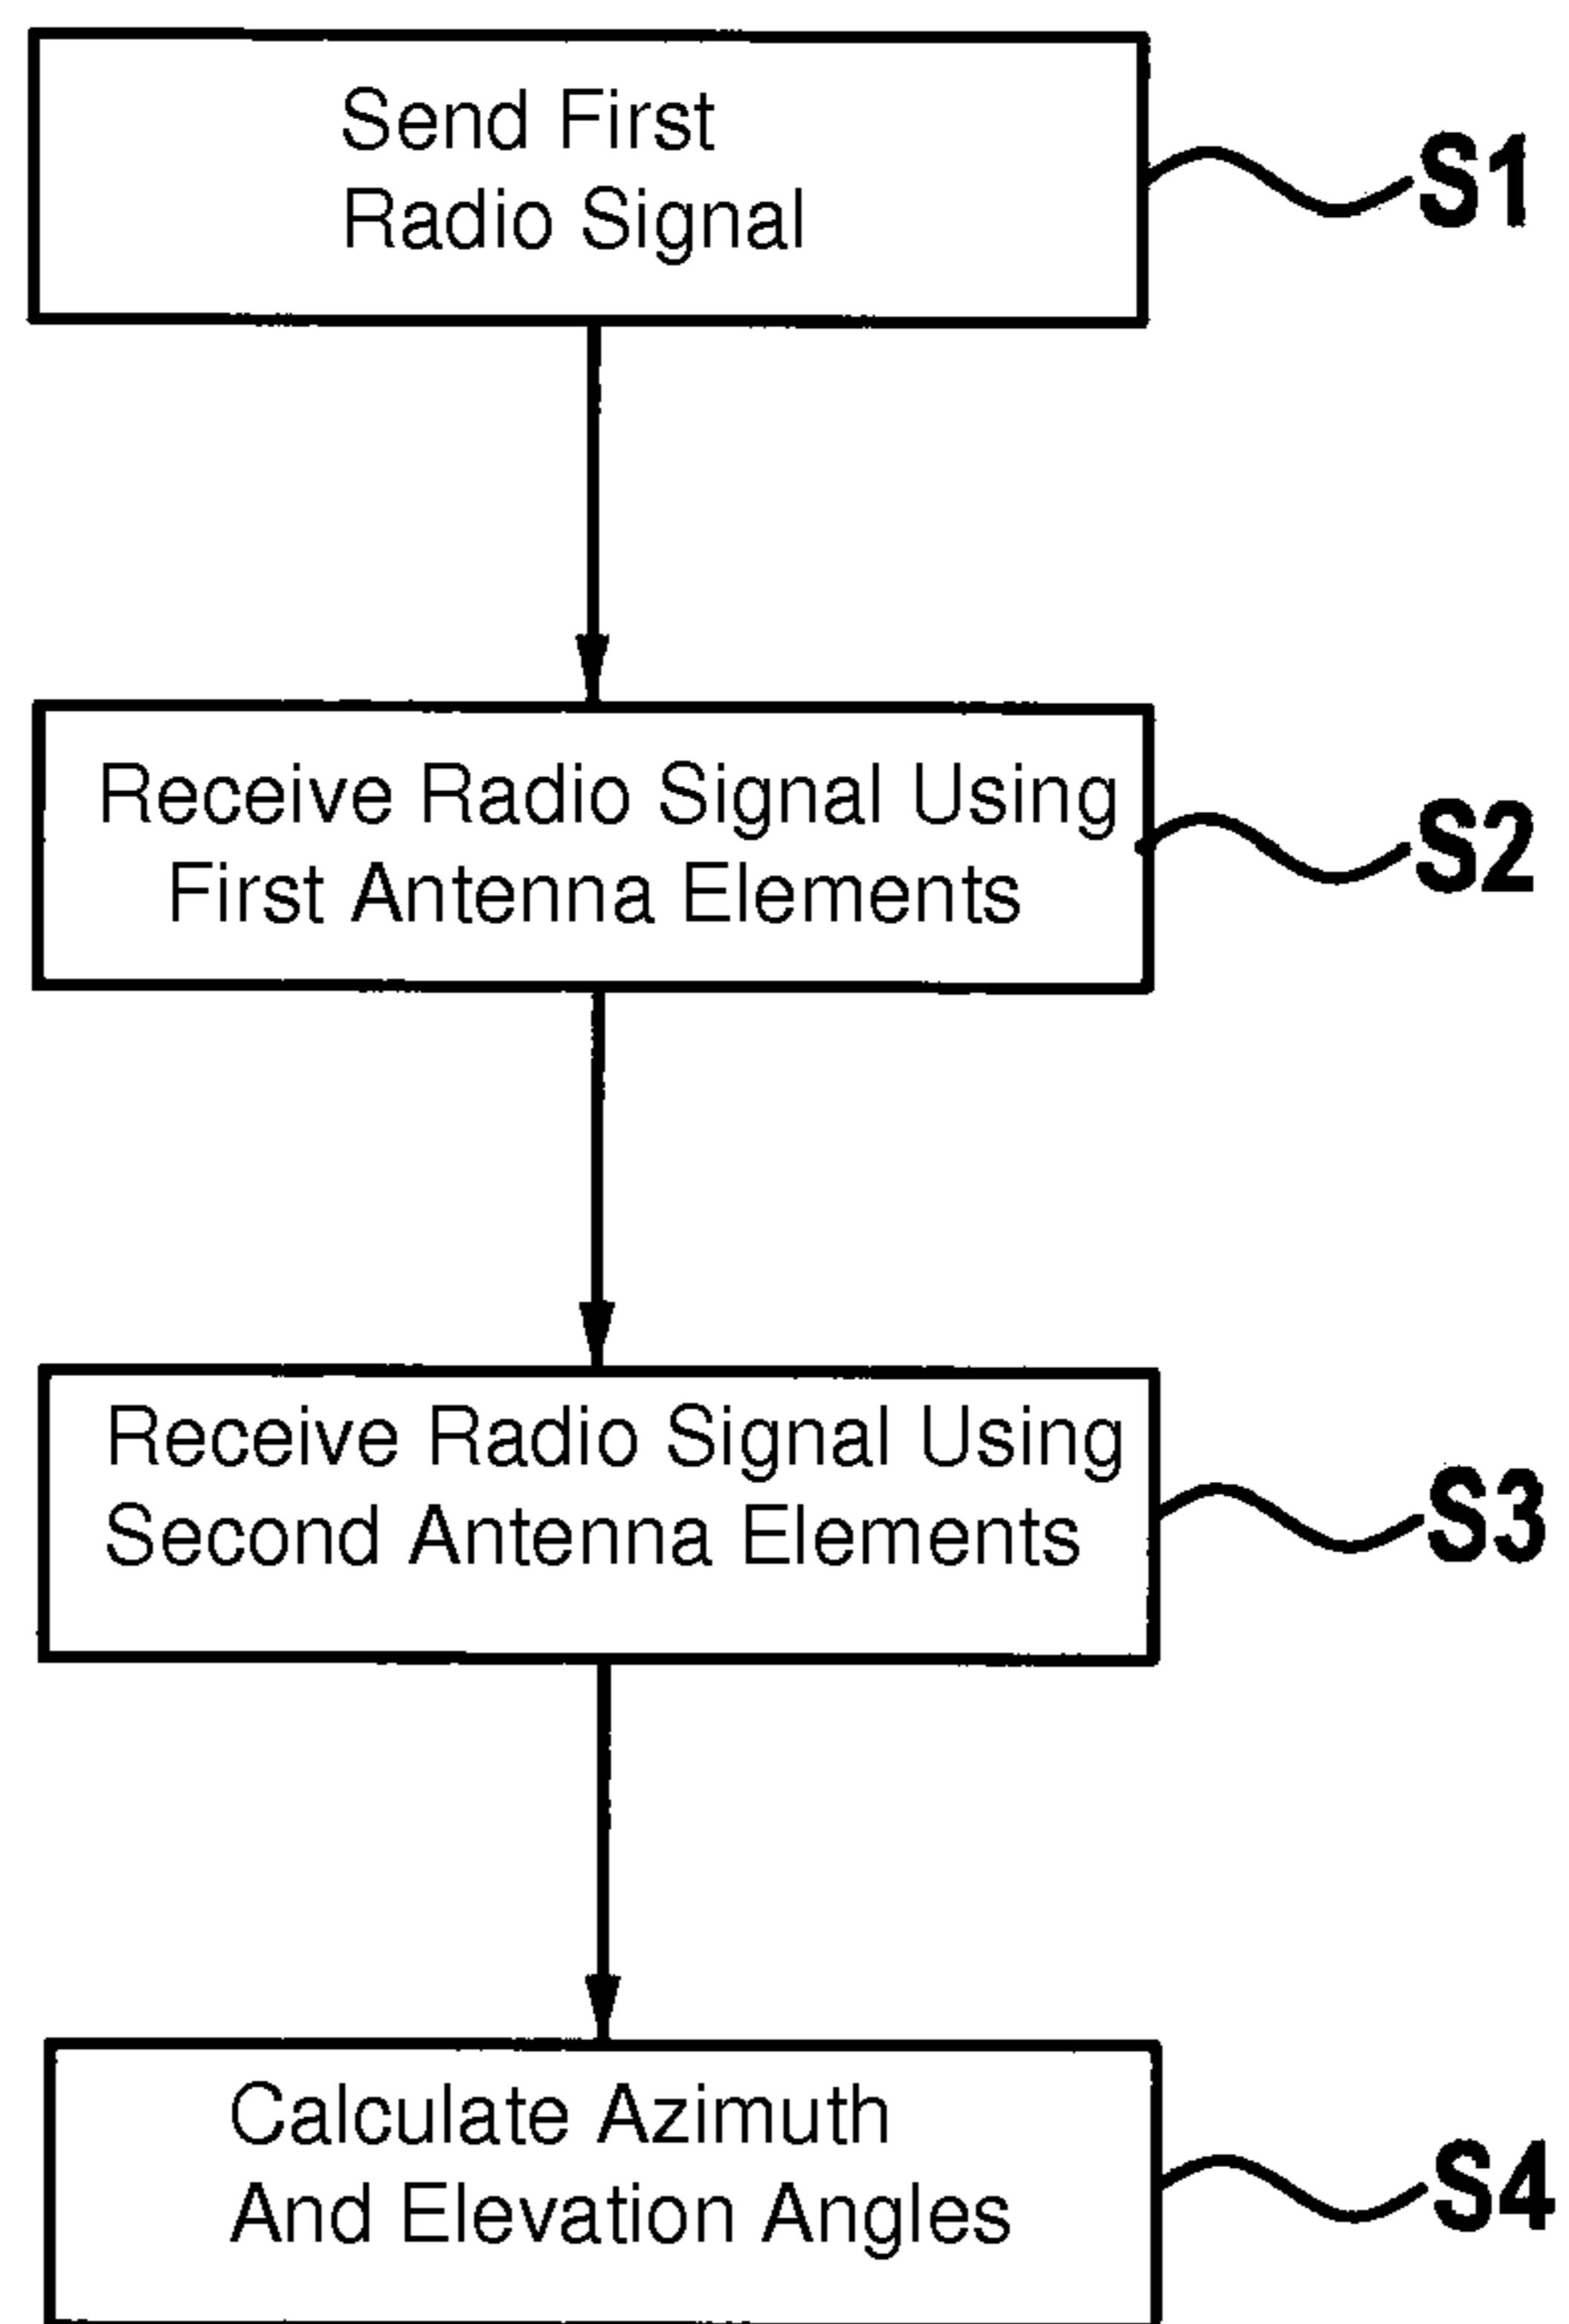 Send First
Radio Signal
S1
Receive Radio Signal Using
First Antenna Elements
S2
Receive Radio Signal Using
Second Antenna Elements
S3
Calculate Azimuth
And Elevation Angles
S4